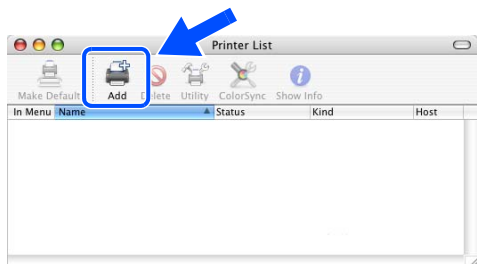 Printer List
Make Default Add Delete Utility ColorSync Show Info
In Menu Name Status Kind Host